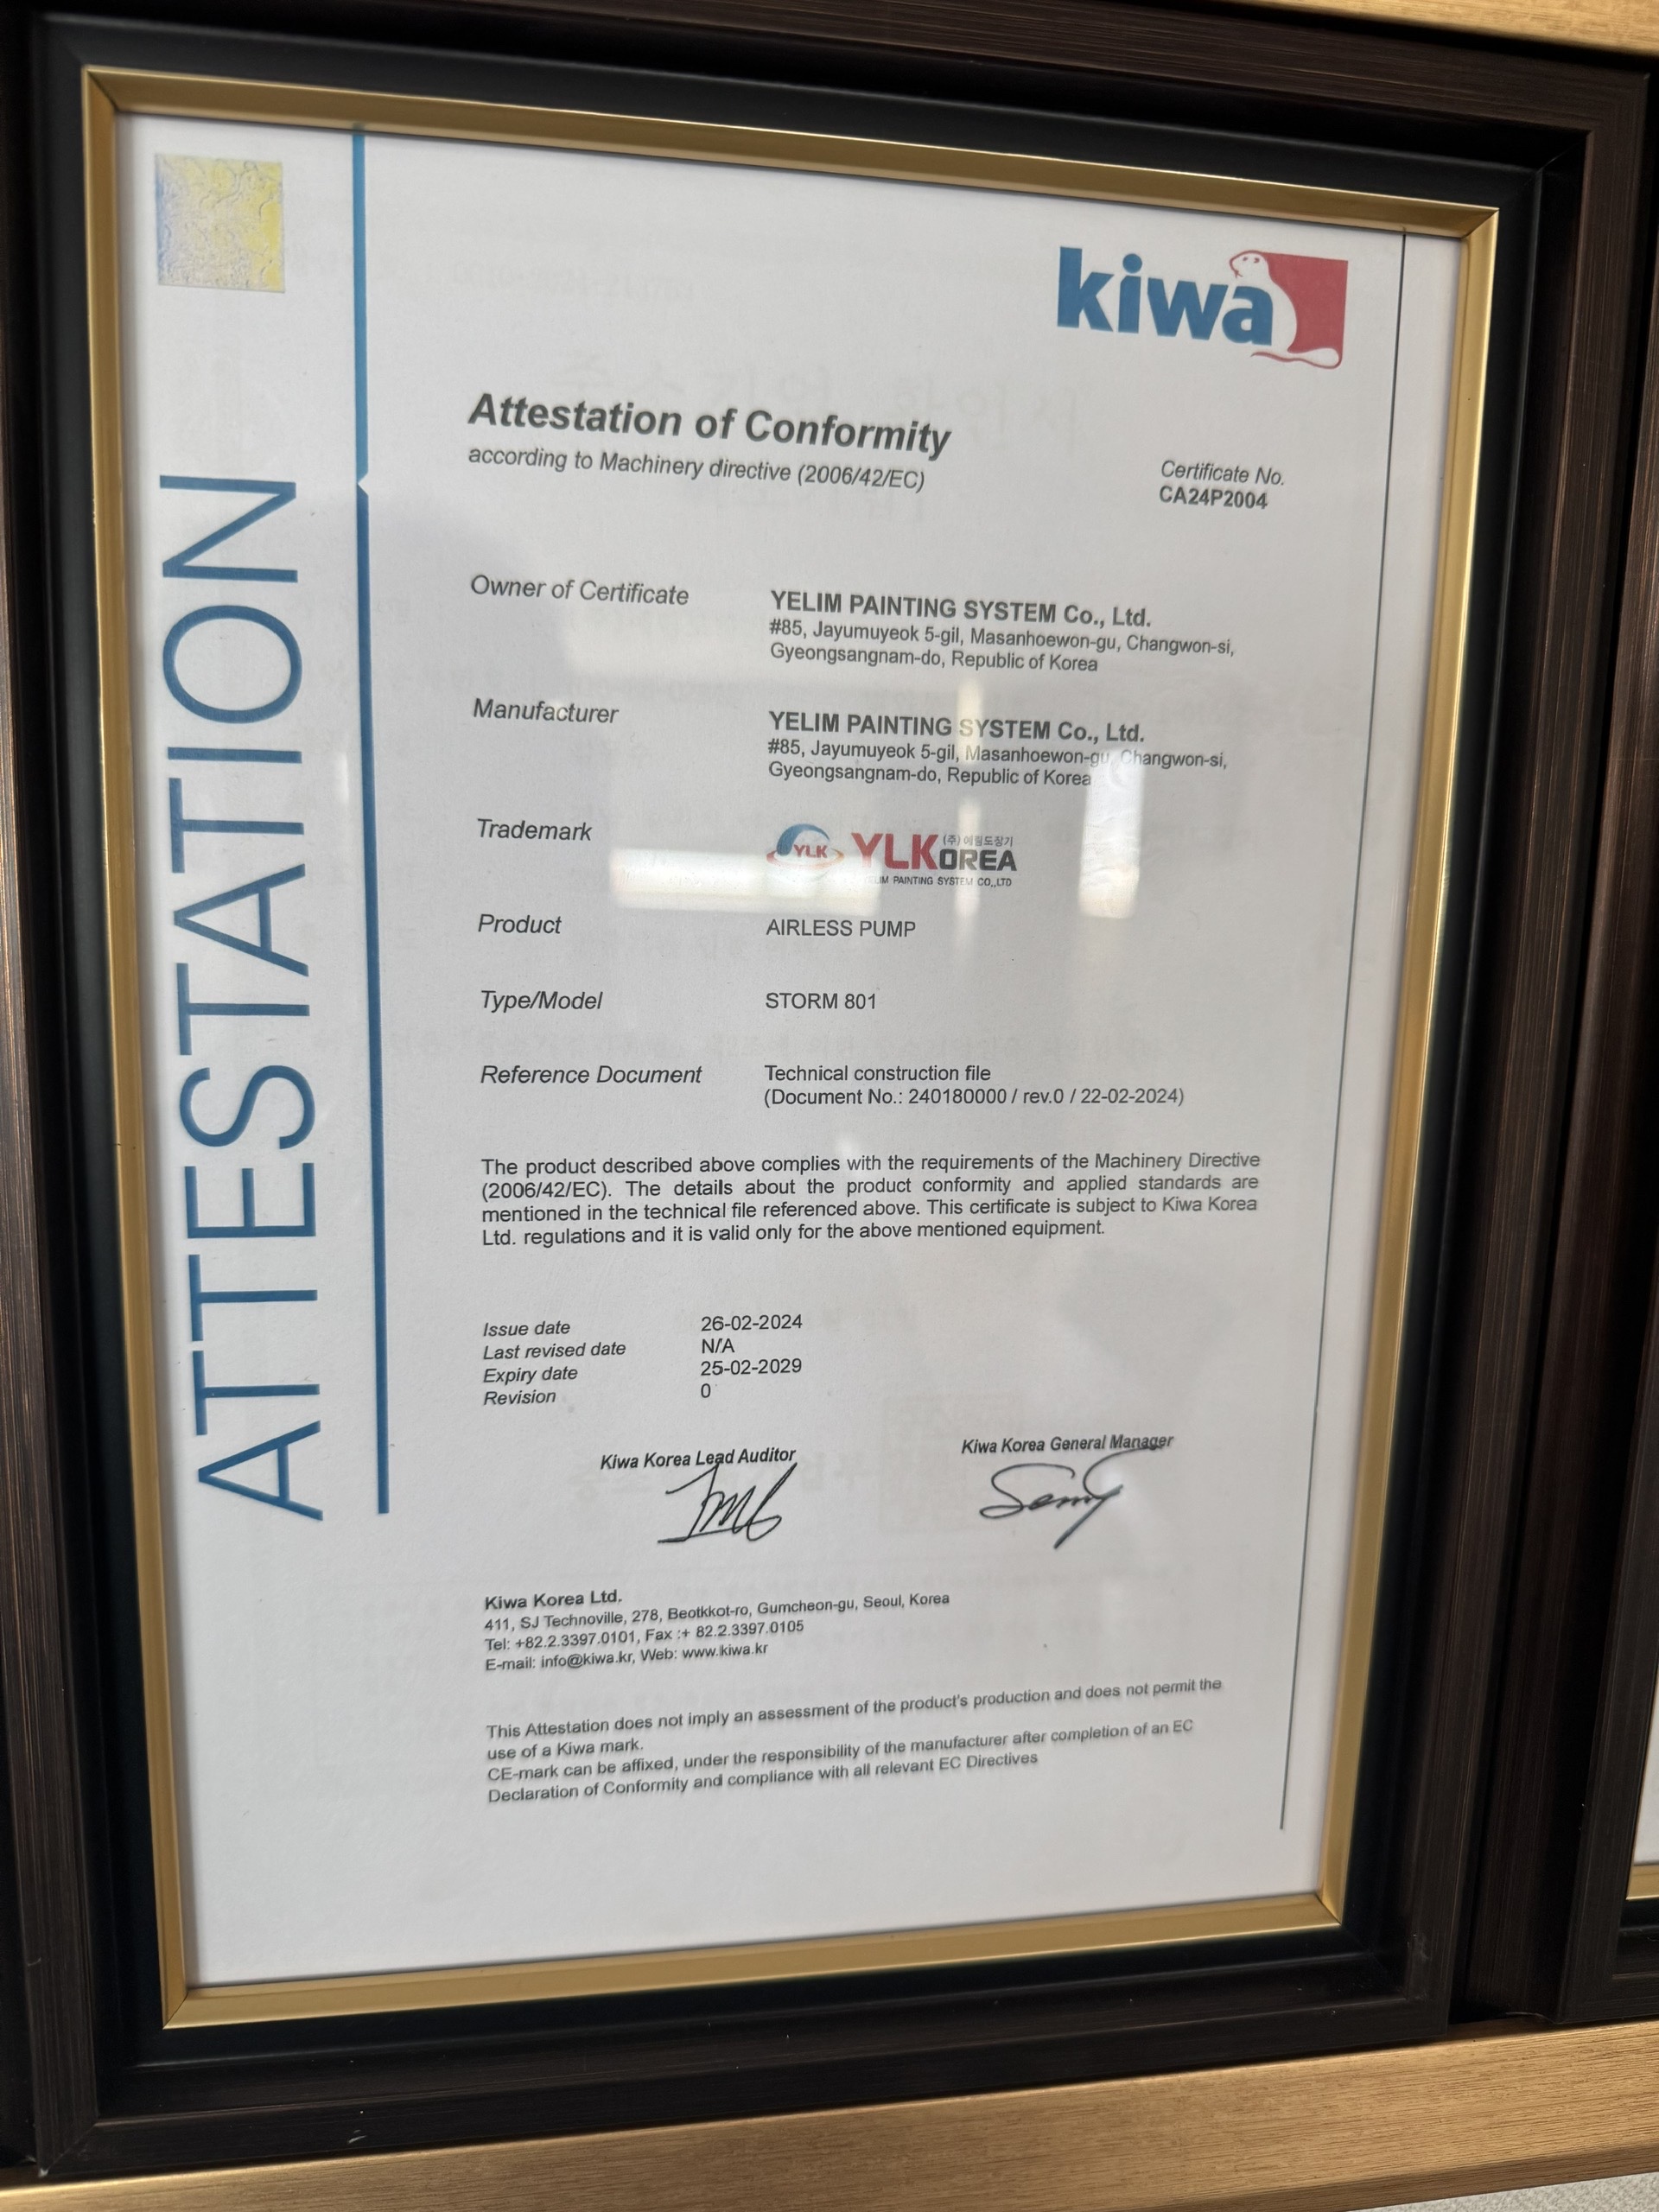 ATTESTATION
kiwa
Attestation of Conformity
according to Machinery directive (2006/42/EC)
Certificate No.
CA24P2004
Owner of Certificate
YELIM PAINTING SYSTEM Co., Ltd.
#85, Jayumuyeok 5-gil, Masanhoewon-gu, Changwon-si,
Gyeongsangnam-do, Republic of Korea
Manufacturer
YELIM PAINTING SYSTEM Co., Ltd.
#85, Jayumuyeok 5-gil, Masanhoewon-gu, Changwon-si,
Gyeongsangnam-do, Republic of Korea
Trademark
YLK
YLKOREA
(주)예림도장기
PAINTING SYSTEM CO.,LTD
Product
AIRLESS PUMP
Type/Model
STORM 801
Reference Document
Technical construction file
(Document No.: 240180000 / rev.0 / 22-02-2024)
The product described above complies with the requirements of the Machinery Directive
(2006/42/EC). The details about the product conformity and applied standards are
mentioned in the technical file referenced above. This certificate is subject to Kiwa Korea
Ltd. regulations and it is valid only for the above mentioned equipment.
Issue date 26-02-2024
Last revised date N/A
Expiry date 25-02-2029
Revision 0
Kiwa Korea Lead Auditor
Kiwa Korea General Manager
Kiwa Korea Ltd.
411, SJ Technoville, 278, Beotkkot-ro, Gumcheon-gu, Seoul, Korea
Tel: +82.2.3397.0101, Fax :+ 82.2.3397.0105
E-mail: info@kiwa.kr, Web: www.kiwa.kr
This Attestation does not imply an assessment of the product's production and does not permit the
use of a Kiwa mark.
CE-mark can be affixed, under the responsibility of the manufacturer after completion of an EC
Declaration of Conformity and compliance with all relevant EC Directives